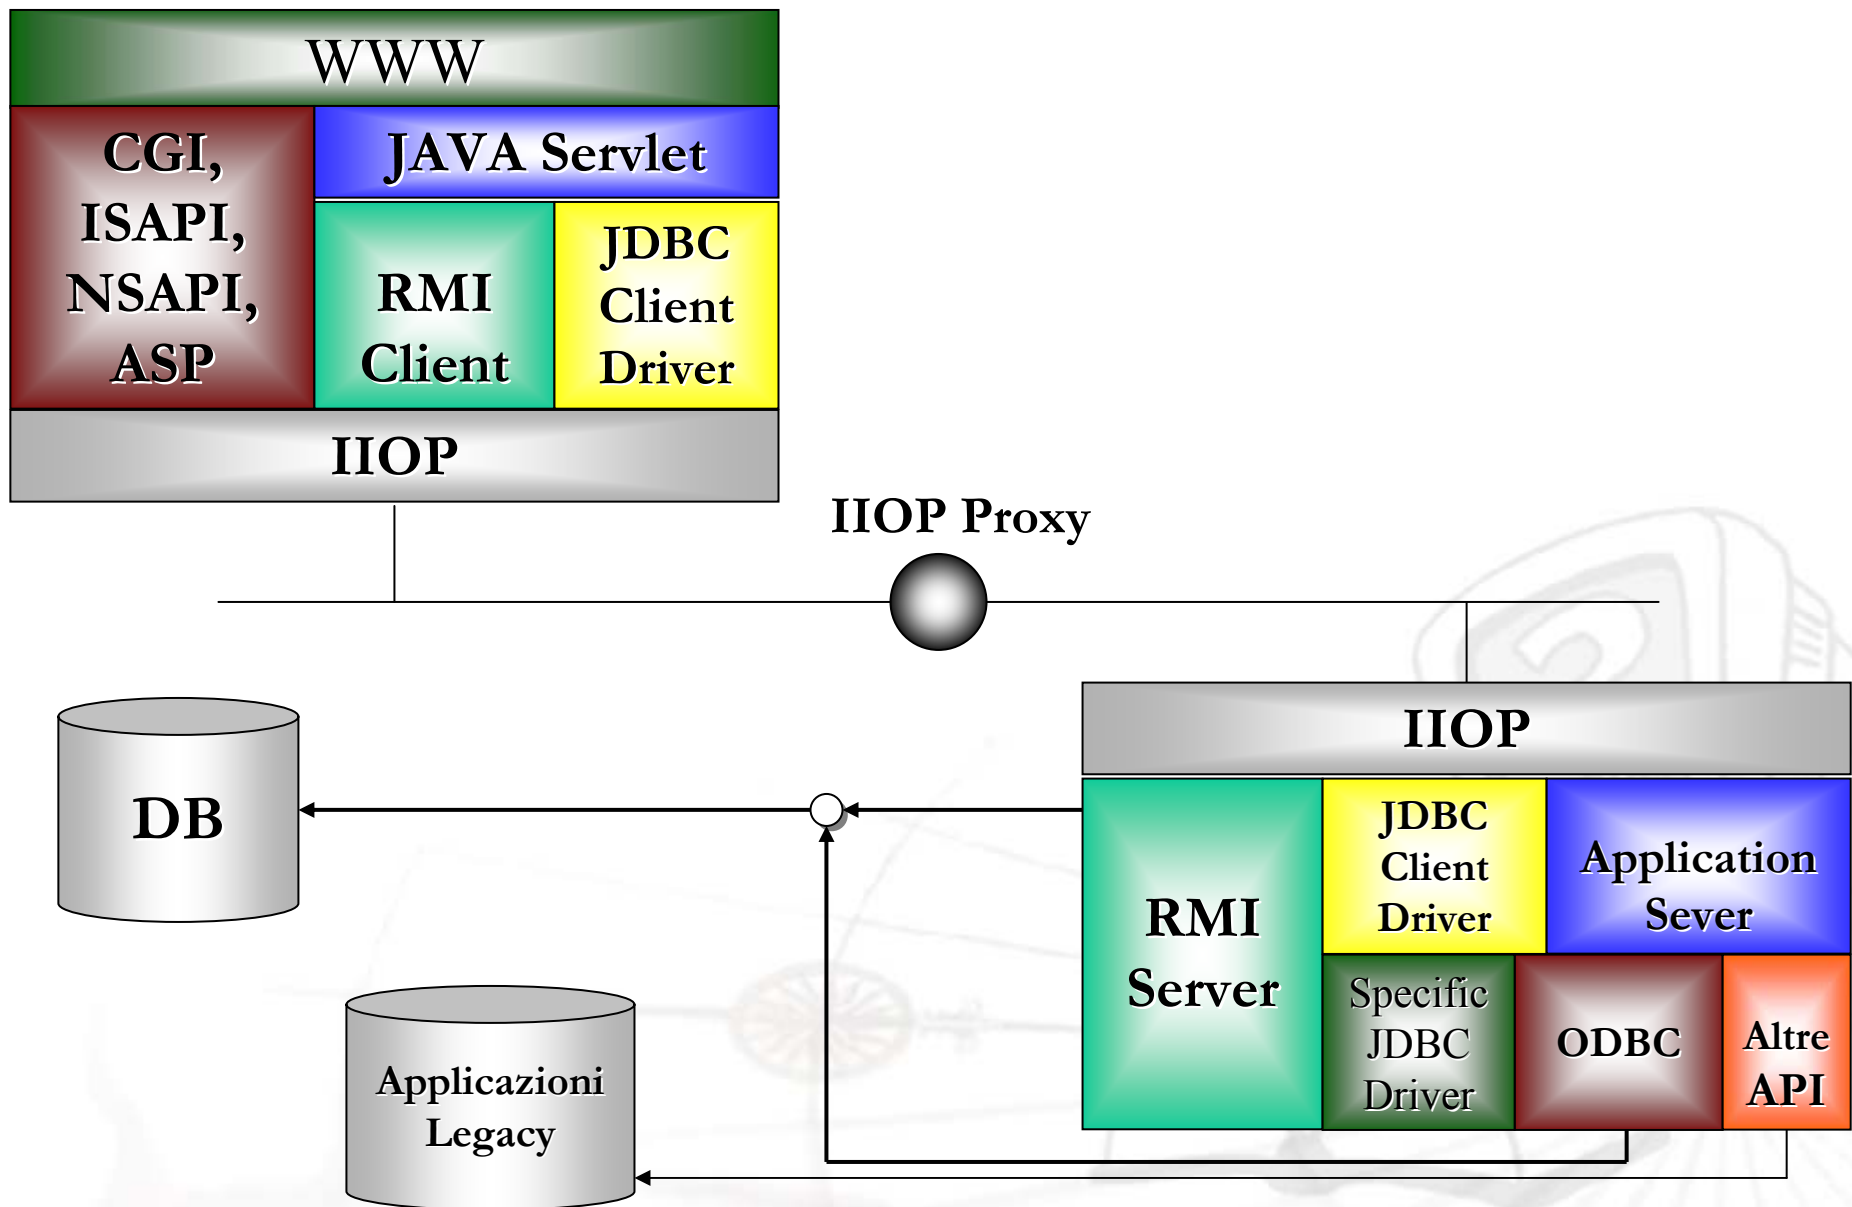 WWW
CGI,
ISAPI,
NSAPI,
ASP
JAVA Servlet
RMI
Client
JDBC
Client
Driver
IIOP
IIOP Proxy
IIOP
DB
RMI
Server
JDBC
Client
Driver
Application
Sever
Specific
JDBC
Driver
ODBC
Altre
API
Applicazioni
Legacy